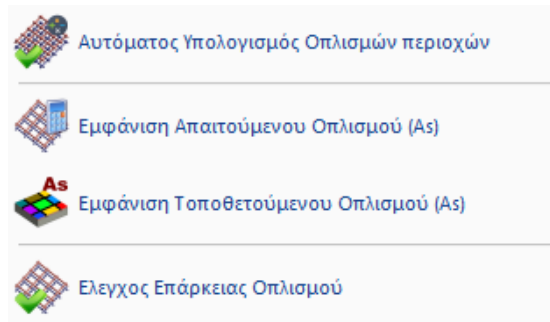 Αυτόματος Υπολογισμός Οπλισμών περιοχών
Εμφάνιση Απαιτούμενου Οπλισμού (As)
As
Εμφάνιση Τοποθετούμενου Οπλισμού (As)
Ελεγχος Επάρκειας Οπλισμού